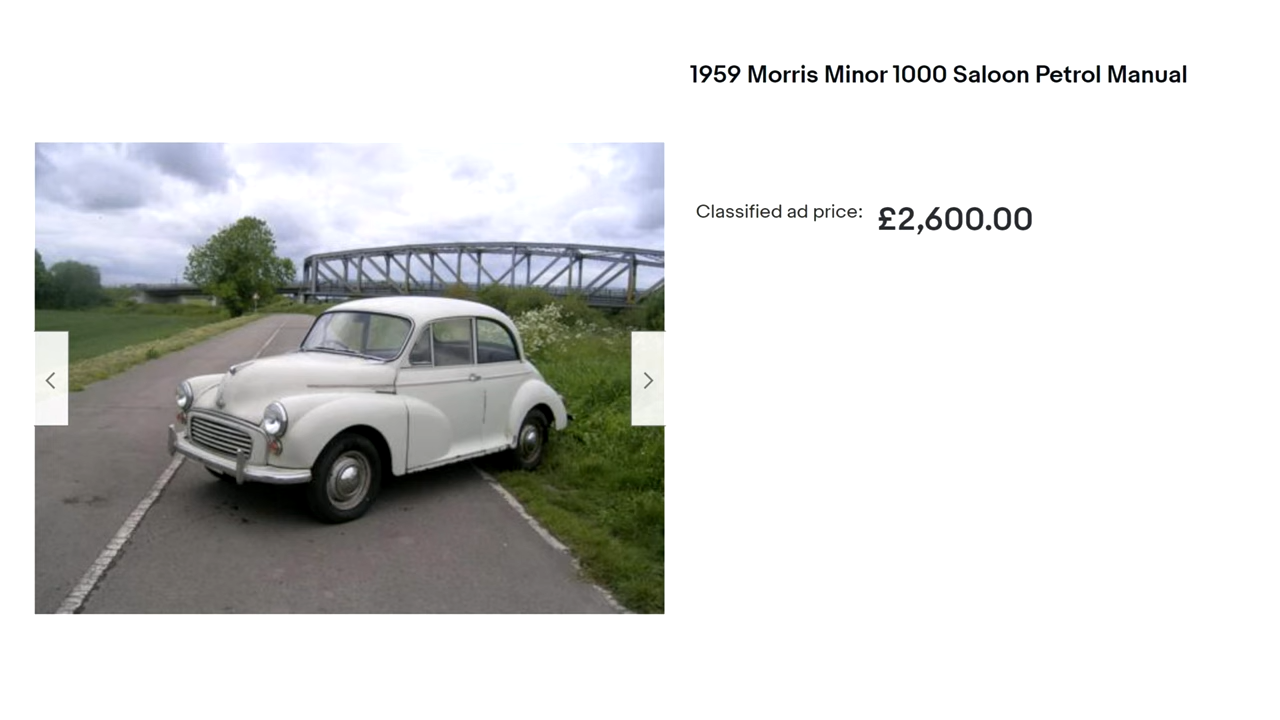 1959 Morris Minor 1000 Saloon Petrol Manual
Classified ad price: £2,600.00